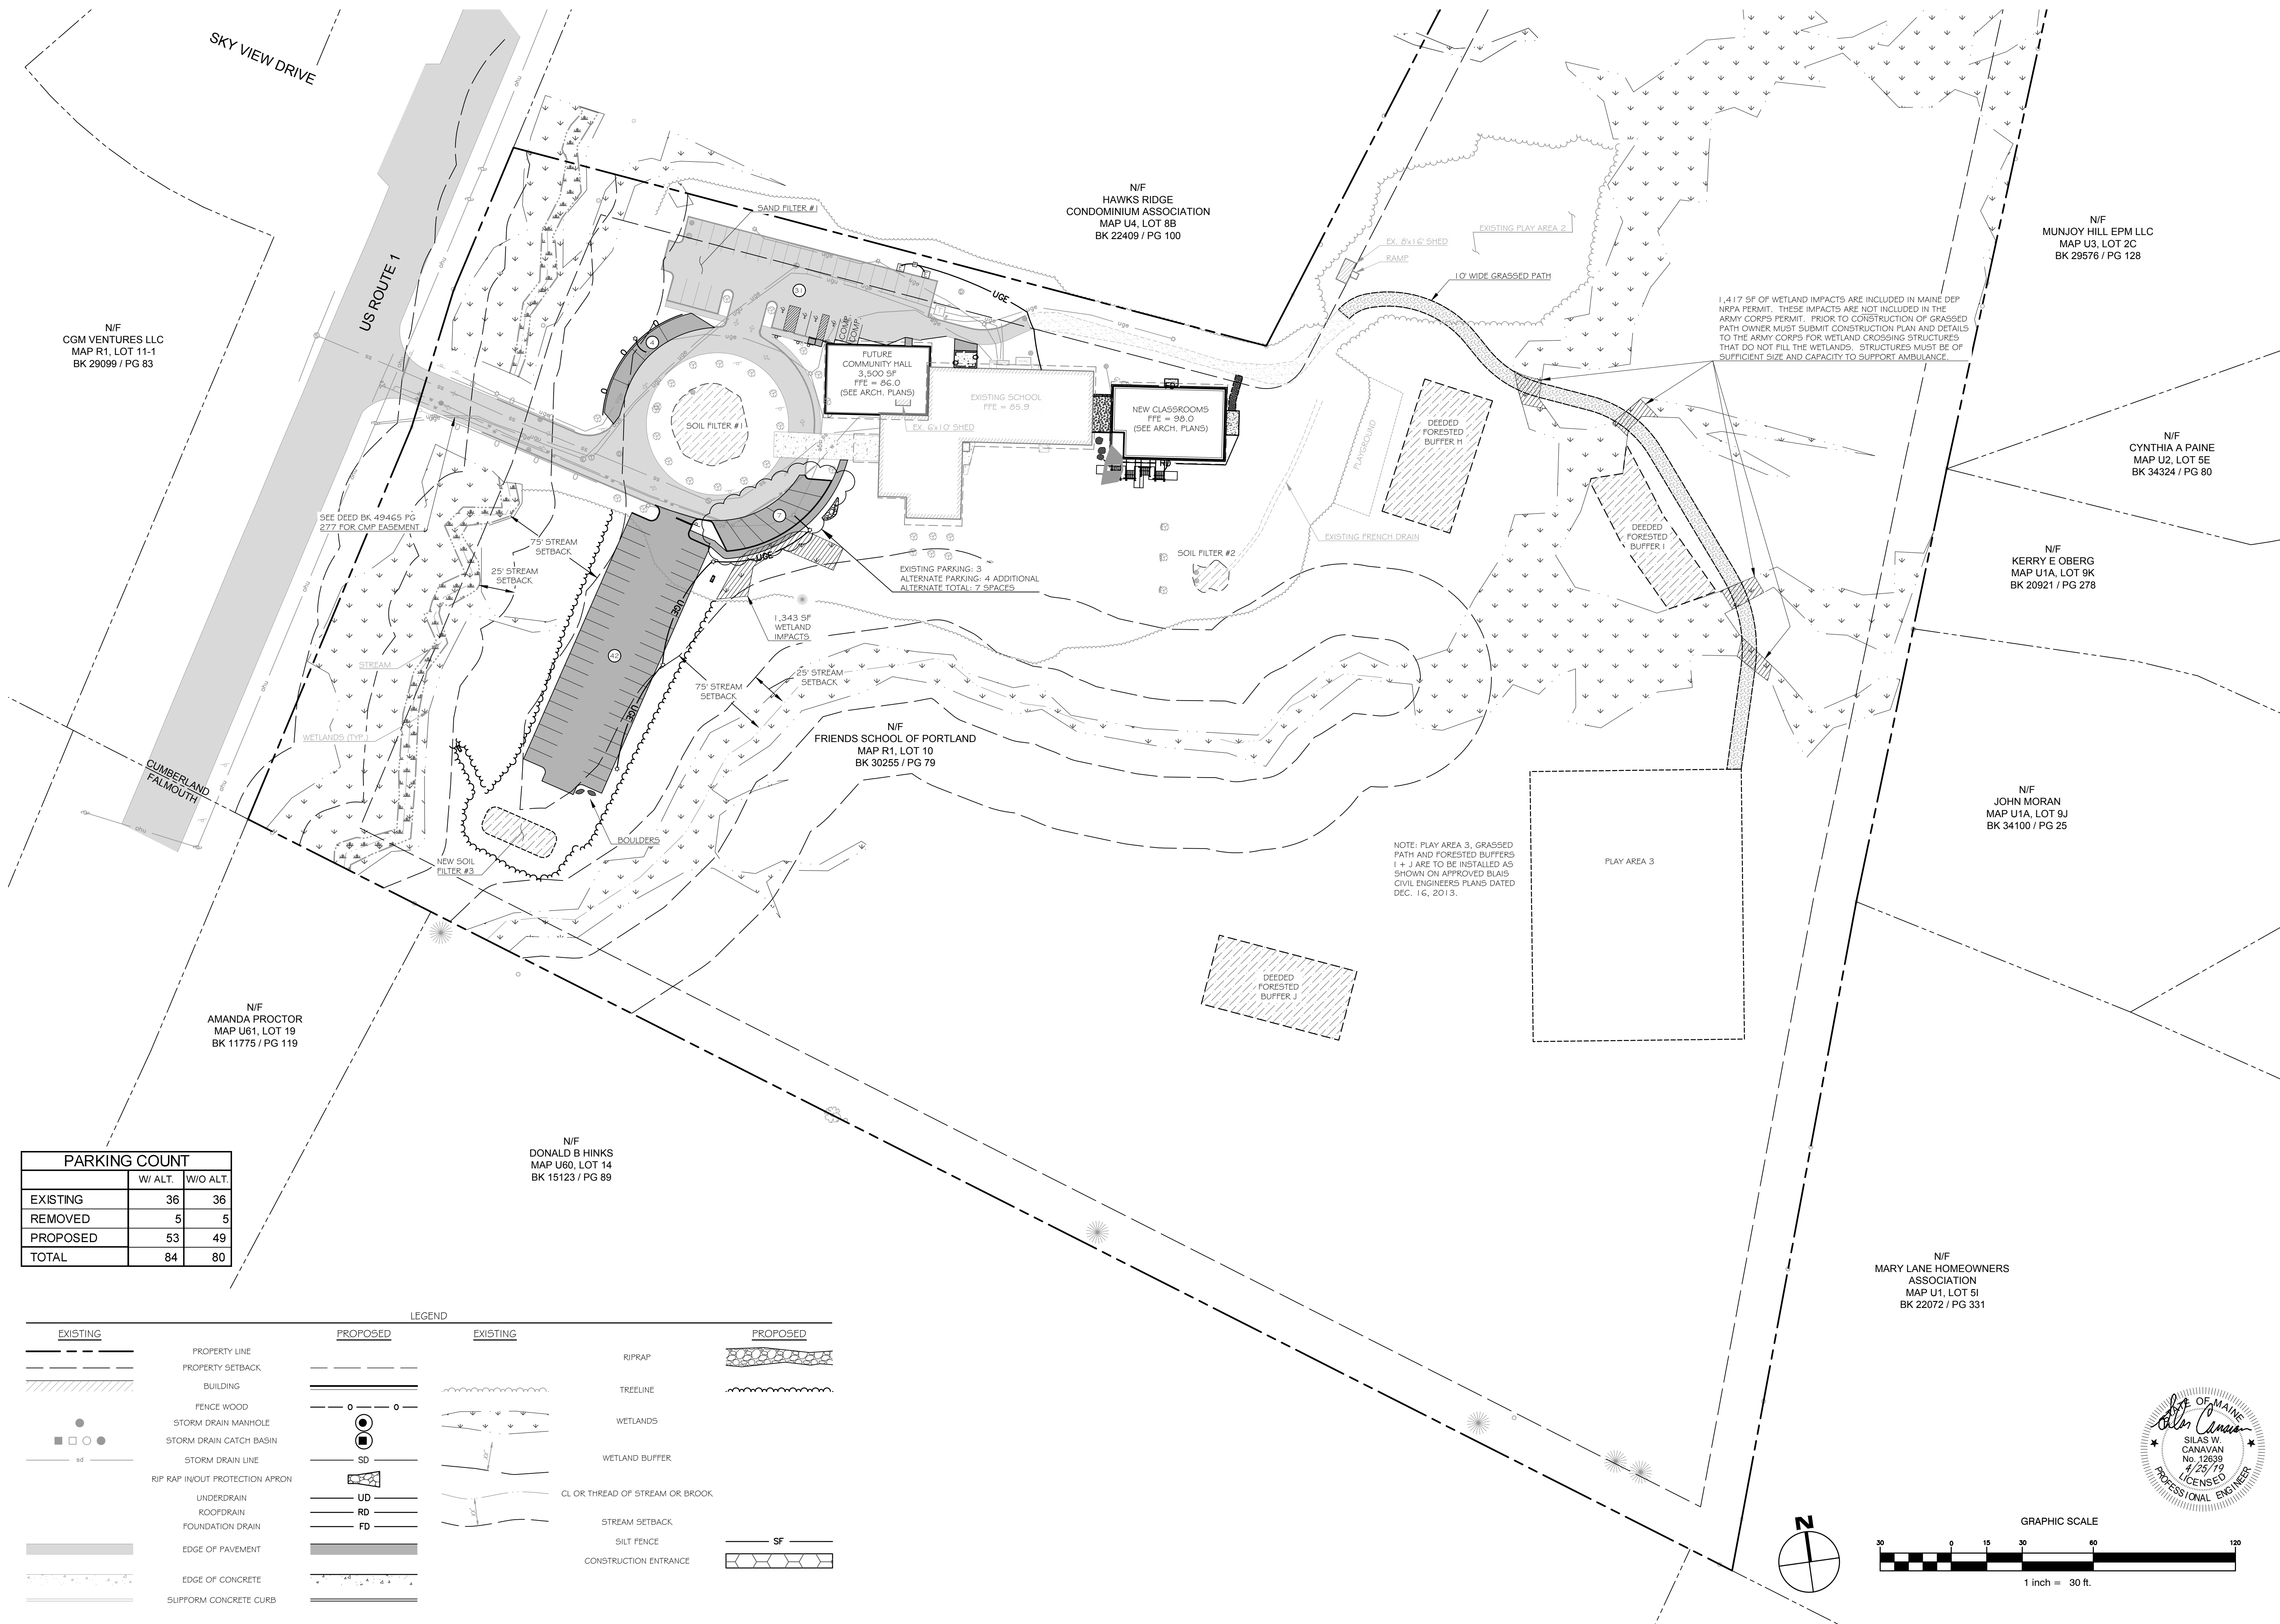 SKY VIEW DRIVE
US ROUTE 1
N/F
CGM VENTURES LLC
MAP R1, LOT 11-1
BK 29099 / PG 83
N/F
HAWKS RIDGE
CONDOMINIUM ASSOCIATION
MAP U4, LOT 8B
BK 22409 / PG 100
N/F
MUNJOY HILL EPM LLC
MAP U3, LOT 2C
BK 29576 / PG 128
SAND FILTER #1
EX. 8'x16' SHED
RAMP
EXISTING PLAY AREA 2
10' WIDE GRASSED PATH
1,417 SF OF WETLAND IMPACTS ARE INCLUDED IN MAINE DEP
NRPA PERMIT. THESE IMPACTS ARE NOT INCLUDED IN THE
ARMY CORPS PERMIT. PRIOR TO CONSTRUCTION OF GRASSED
PATH OWNER MUST SUBMIT CONSTRUCTION PLAN AND DETAILS
TO THE ARMY CORPS FOR WETLAND CROSSING STRUCTURES
THAT DO NOT FILL THE WETLANDS. STRUCTURES MUST BE OF
SUFFICIENT SIZE AND CAPACITY TO SUPPORT AMBULANCE.
31
4
COMP.
COMP.
UGE
uge
FUTURE
COMMUNITY HALL
3,500 SF
FFE = 86.0
(SEE ARCH. PLANS)
EX. 6'x10' SHED
EXISTING SCHOOL
FFE = 85.9
FD
NEW CLASSROOMS
FFE = 98.0
(SEE ARCH. PLANS)
RD
SOIL FILTER #1
PLAYGROUND
DEEDED
FORESTED
BUFFER H
DEEDED
FORESTED
BUFFER I
N/F
CYNTHIA A PAINE
MAP U2, LOT 5E
BK 34324 / PG 80
N/F
KERRY E OBERG
MAP U1A, LOT 9K
BK 20921 / PG 278
SEE DEED BK 49465 PG
277 FOR CMP EASEMENT
75' STREAM
SETBACK
25' STREAM
SETBACK
7
UGE
EXISTING PARKING: 3
ALTERNATE PARKING: 4 ADDITIONAL
ALTERNATE TOTAL: 7 SPACES
SOIL FILTER #2
EXISTING FRENCH DRAIN
1,343 SF
WETLAND
IMPACTS
UGE
42
UGE
STREAM
WETLANDS (TYP.)
75' STREAM
SETBACK
25' STREAM
SETBACK
N/F
FRIENDS SCHOOL OF PORTLAND
MAP R1, LOT 10
BK 30255 / PG 79
CUMBERLAND
FALMOUTH
ohu
BOULDERS
NEW SOIL
FILTER #3
NOTE: PLAY AREA 3, GRASSED
PATH AND FORESTED BUFFERS
I + J ARE TO BE INSTALLED AS
SHOWN ON APPROVED BLAIS
CIVIL ENGINEERS PLANS DATED
DEC. 16, 2013.
PLAY AREA 3
N/F
JOHN MORAN
MAP U1A, LOT 9J
BK 34100 / PG 25
DEEDED
FORESTED
BUFFER J
N/F
AMANDA PROCTOR
MAP U61, LOT 19
BK 11775 / PG 119
N/F
DONALD B HINKS
MAP U60, LOT 14
BK 15123 / PG 89
N/F
MARY LANE HOMEOWNERS
ASSOCIATION
MAP U1, LOT 5I
BK 22072 / PG 331
PARKING COUNT
W/ ALT. W/O ALT.
EXISTING 36 36
REMOVED 5 5
PROPOSED 53 49
TOTAL 84 80
LEGEND
EXISTING PROPOSED EXISTING PROPOSED
PROPERTY LINE
PROPERTY SETBACK
BUILDING
FENCE WOOD
STORM DRAIN MANHOLE
STORM DRAIN CATCH BASIN
sd STORM DRAIN LINE SD
RIP RAP IN/OUT PROTECTION APRON
UNDERDRAIN UD
ROOFDRAIN RD
FOUNDATION DRAIN FD
EDGE OF PAVEMENT
EDGE OF CONCRETE
SLIPFORM CONCRETE CURB
RIPRAP
TREELINE
WETLANDS
XX' WETLAND BUFFER
CL OR THREAD OF STREAM OR BROOK
XX' STREAM SETBACK
SILT FENCE SF
CONSTRUCTION ENTRANCE
STATE OF MAINE
Silas Canavan
SILAS W.
CANAVAN
No. 12639
4/25/19
LICENSED
PROFESSIONAL ENGINEER
N
GRAPHIC SCALE
30 0 15 30 60 120
1 inch = 30 ft.